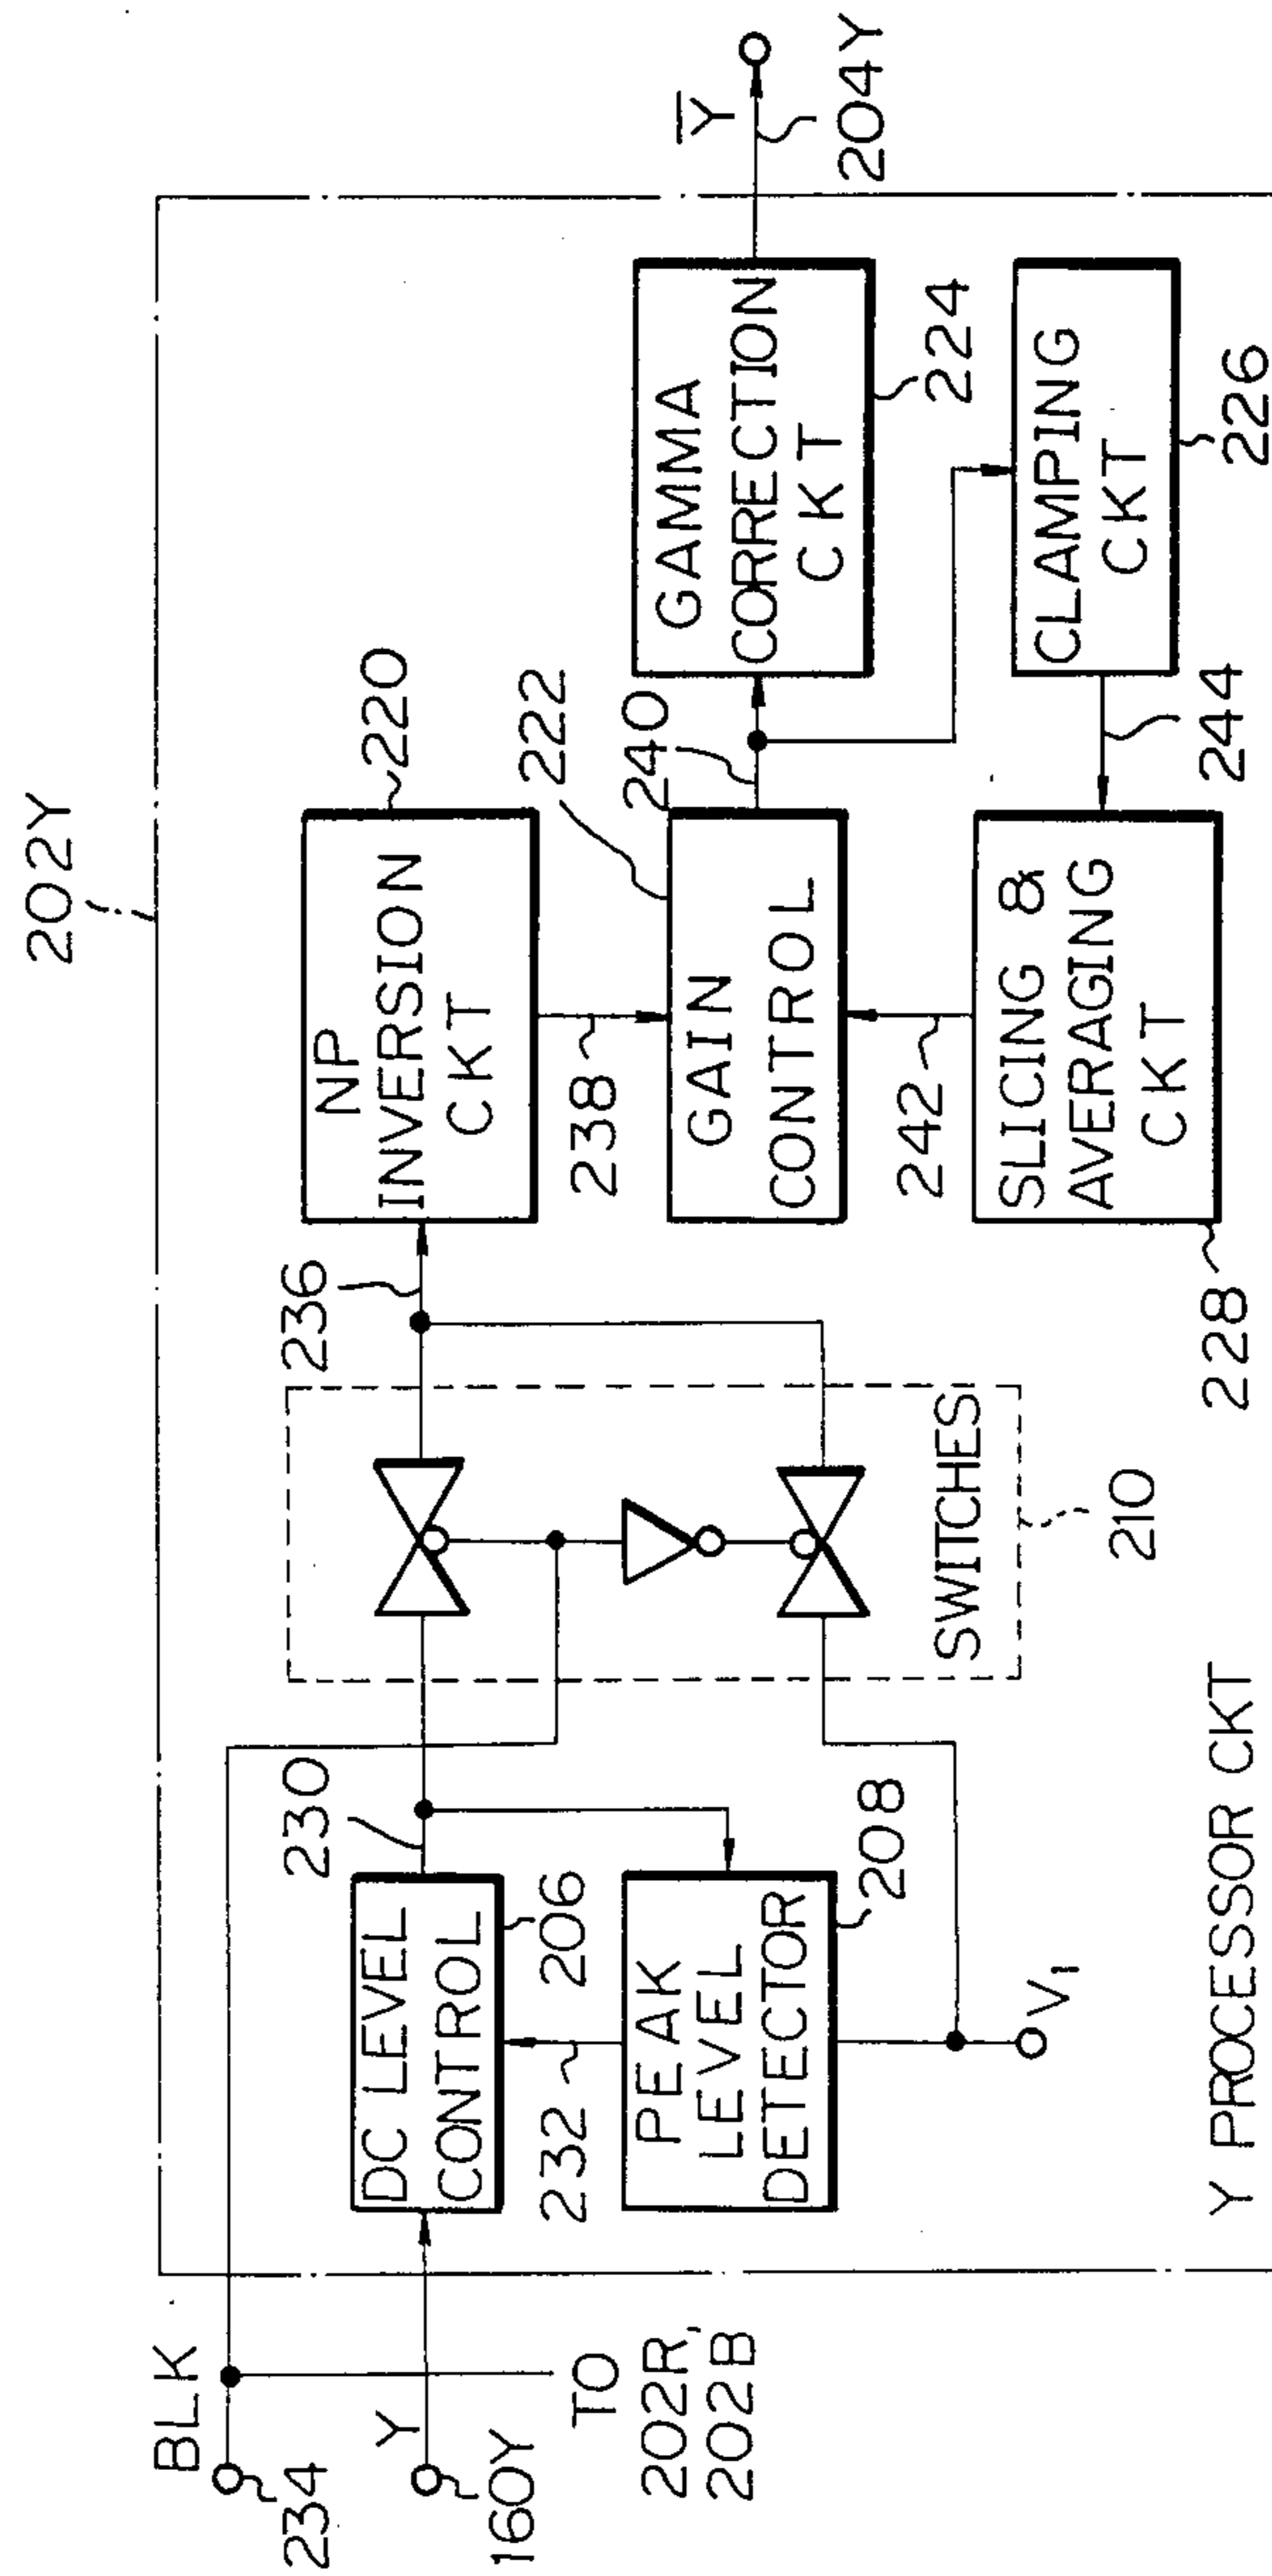 202Y
BLK
234
Y
160Y
TO
202R,
202B
DC LEVEL
CONTROL
206
230
232
PEAK
LEVEL
DETECTOR
208
V1
SWITCHES
210
236
NP
INVERSION
CKT
220
238
GAIN
CONTROL
222
240
242
SLICING &
AVERAGING
CKT
228
GAMMA
CORRECTION
CKT
224
CLAMPING
CKT
226
244
Y̅
204Y
Y PROCESSOR CKT